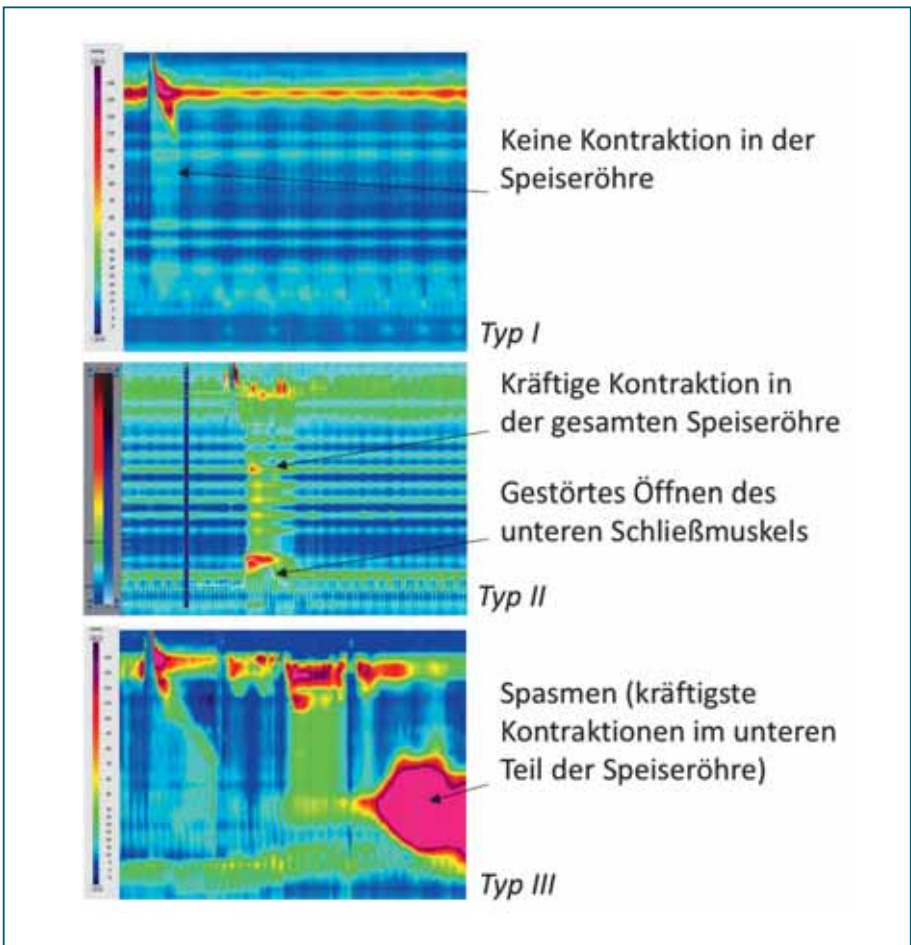 Keine Kontraktion in der
Speiseröhre
Typ I
Kräftige Kontraktion in
der gesamten Speiseröhre
Gestörtes Öffnen des
unteren Schließmuskels
Typ II
Spasmen (kräftigste
Kontraktionen im unteren
Teil der Speiseröhre)
Typ III